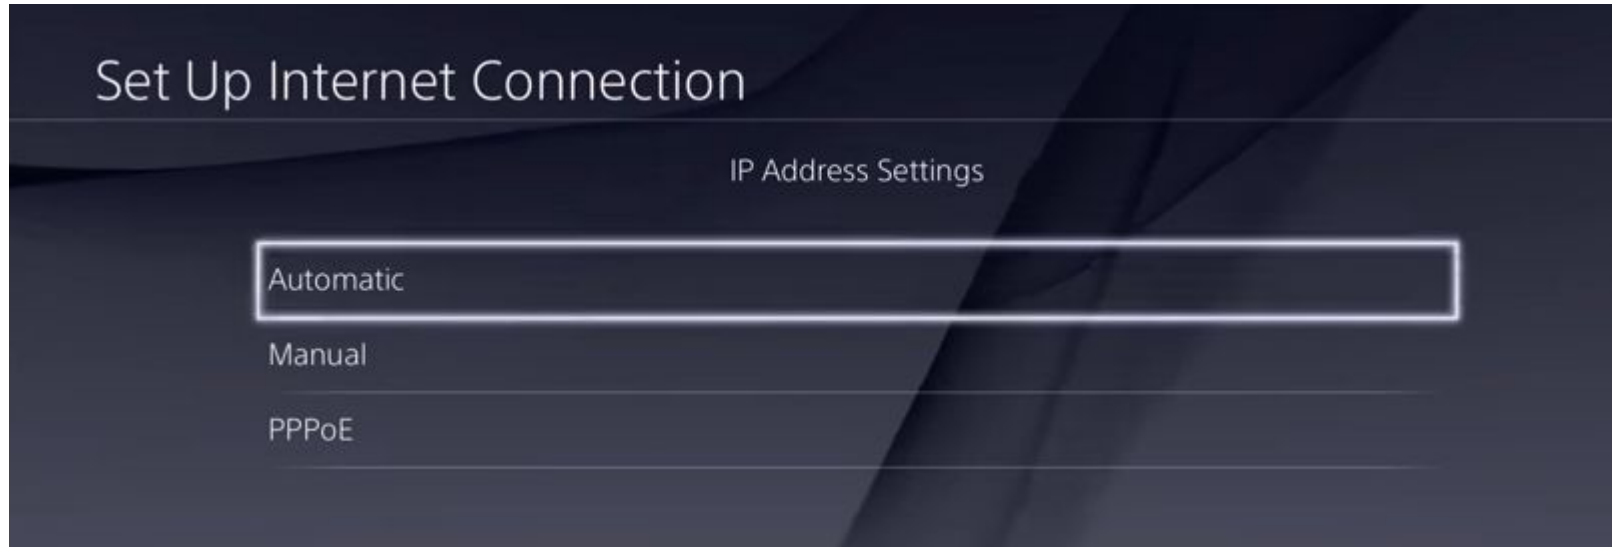 Set Up Internet Connection
IP Address Settings
Automatic
Manual
PPPoE